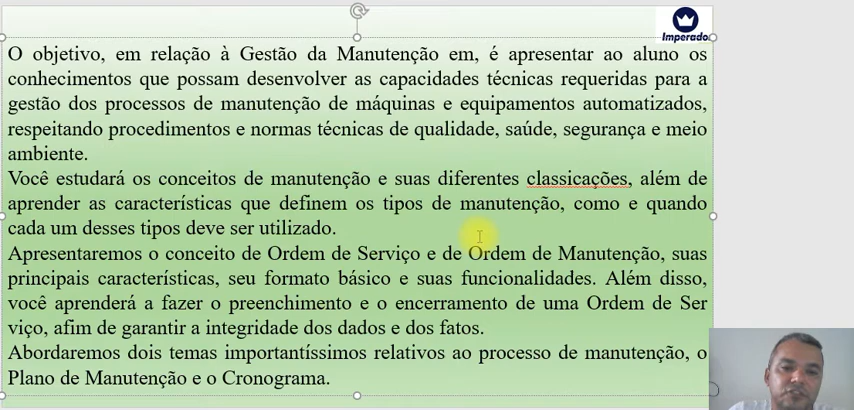 Imperado
O objetivo, em relação à Gestão da Manutenção em, é apresentar ao aluno os
conhecimentos que possam desenvolver as capacidades técnicas requeridas para a
gestão dos processos de manutenção de máquinas e equipamentos automatizados,
respeitando procedimentos e normas técnicas de qualidade, saúde, segurança e meio
ambiente.
Você estudará os conceitos de manutenção e suas diferentes classicações, além de
aprender as características que definem os tipos de manutenção, como e quando
cada um desses tipos deve ser utilizado.
Apresentaremos o conceito de Ordem de Serviço e de Ordem de Manutenção, suas
principais características, seu formato básico e suas funcionalidades. Além disso,
você aprenderá a fazer o preenchimento e o encerramento de uma Ordem de Ser
viço, afim de garantir a integridade dos dados e dos fatos.
Abordaremos dois temas importantíssimos relativos ao processo de manutenção, o
Plano de Manutenção e o Cronograma.